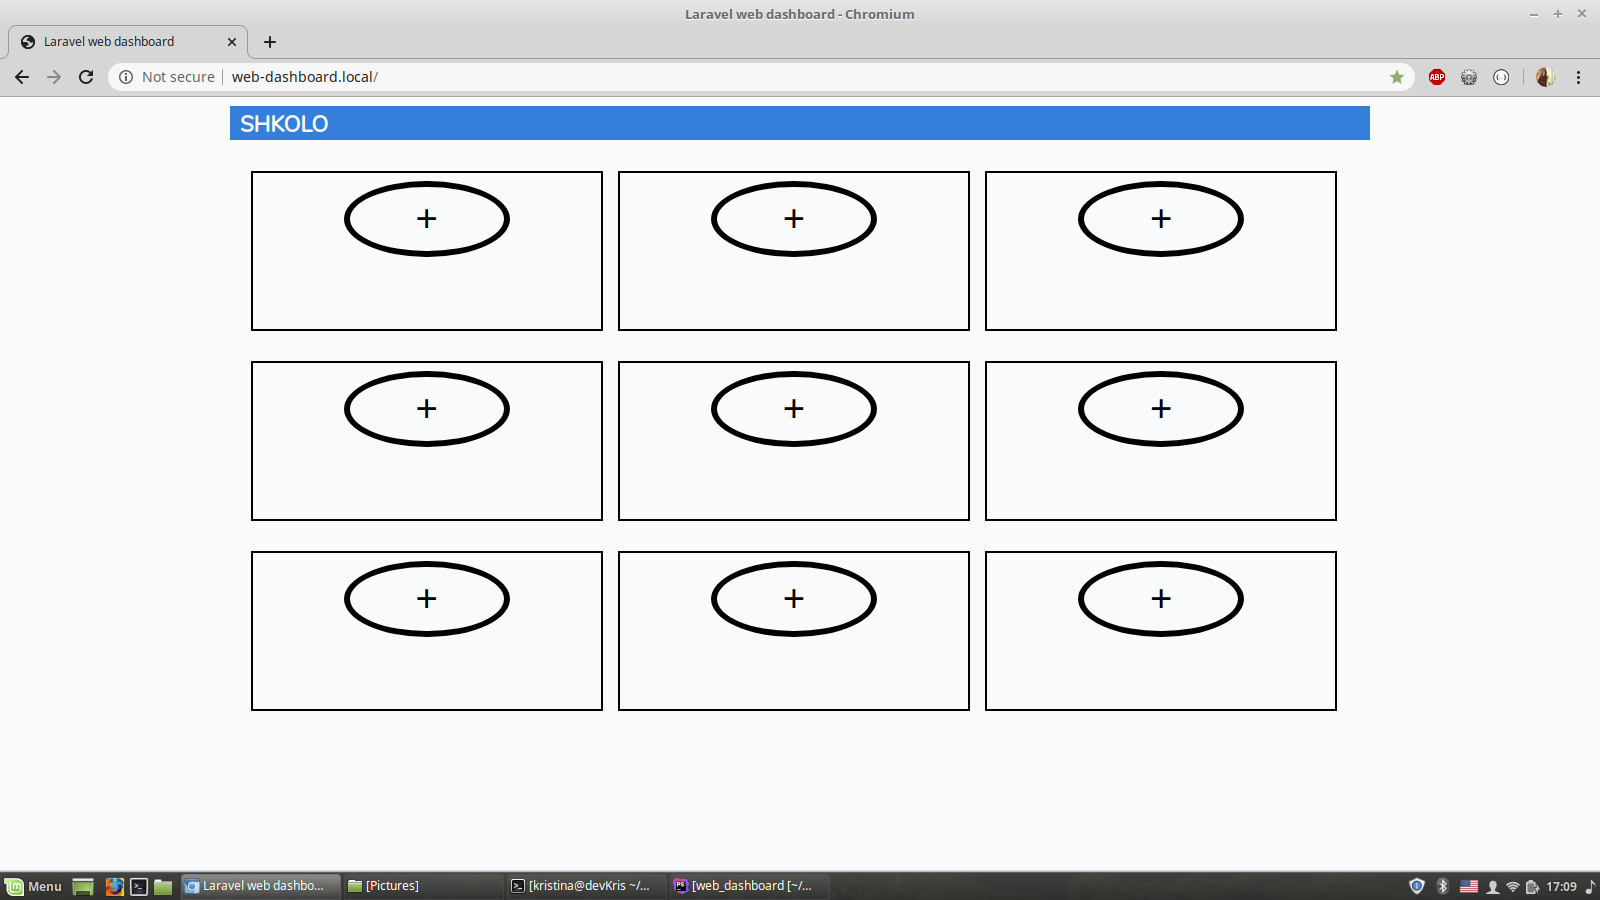 Laravel web dashboard - Chromium
Laravel web dashboard
Not secure web-dashboard.local/
ABP
SHKOLO
+ + +
+ + +
+ + +
Menu Laravel web dashbo... [Pictures] [kristina@devKris ~/... PS [web_dashboard [~/... 17:09